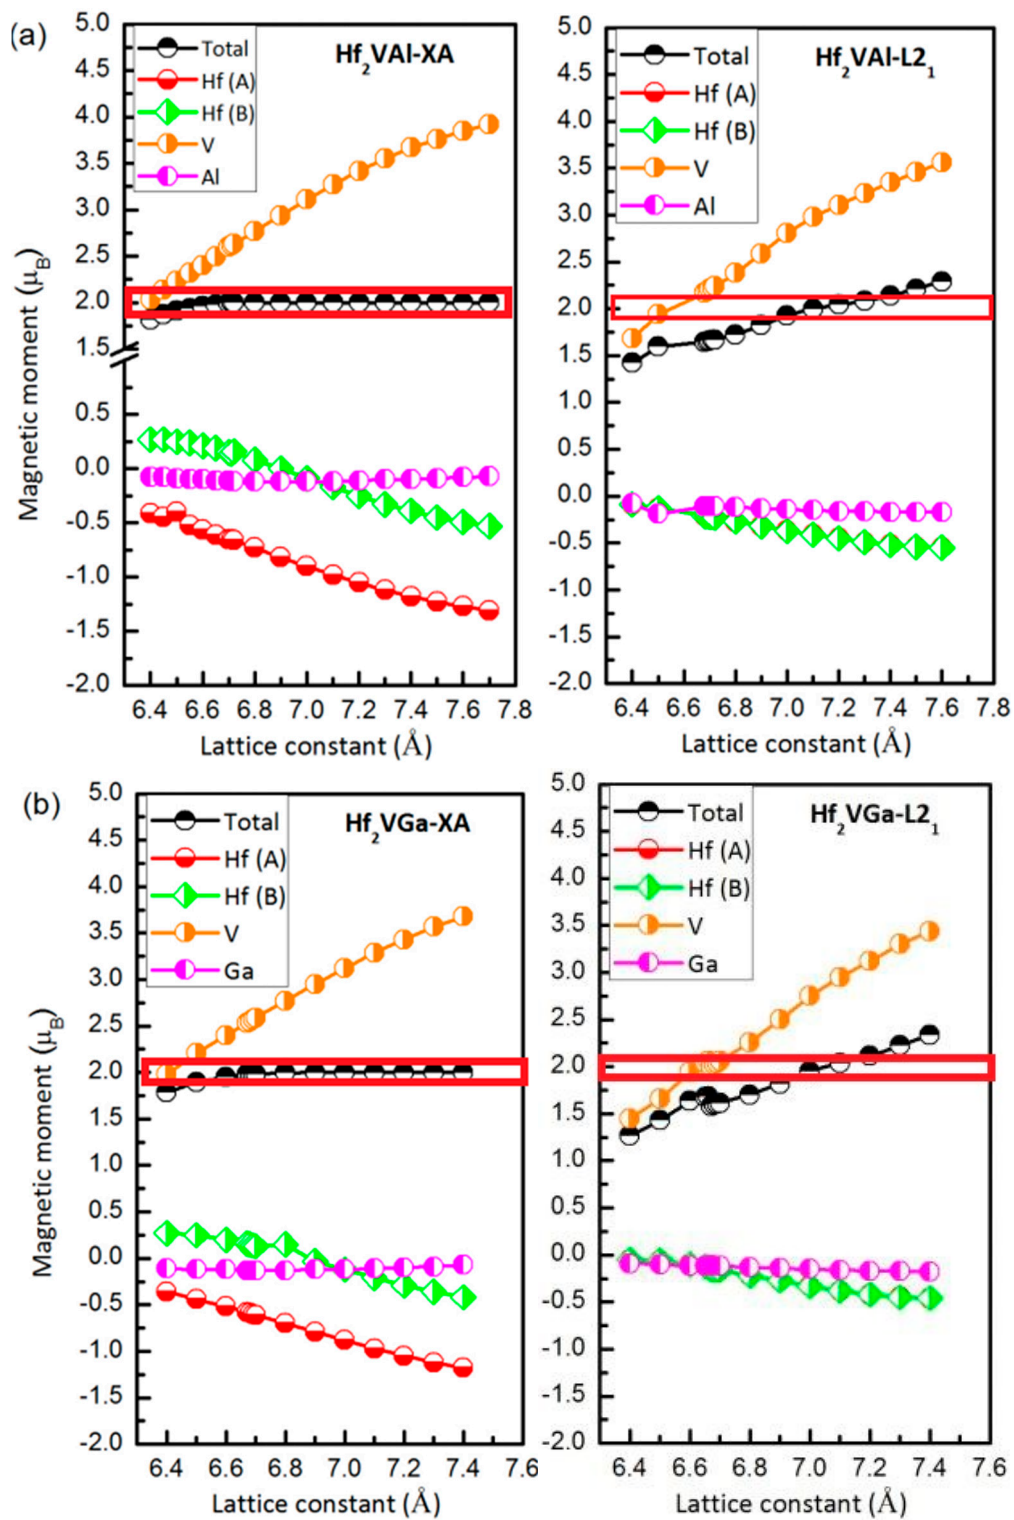 (a)
Hf2VAl-XA
Total
Hf (A)
Hf (B)
V
Al
5.0
4.5
4.0
3.5
3.0
2.5
2.0
1.5
0.5
0.0
-0.5
-1.0
-1.5
-2.0
Magnetic moment (μB)
6.4 6.6 6.8 7.0 7.2 7.4 7.6 7.8
Lattice constant (Å)
Hf2VAl-L21
Total
Hf (A)
Hf (B)
V
Al
5.0
4.5
4.0
3.5
3.0
2.5
2.0
1.5
1.0
0.5
0.0
-0.5
-1.0
-1.5
-2.0
6.4 6.6 6.8 7.0 7.2 7.4 7.6 7.8
Lattice constant (Å)
(b)
Hf2VGa-XA
Total
Hf (A)
Hf (B)
V
Ga
5.0
4.5
4.0
3.5
3.0
2.5
2.0
1.5
1.0
0.5
0.0
-0.5
-1.0
-1.5
-2.0
Magnetic moment (μB)
6.4 6.6 6.8 7.0 7.2 7.4 7.6
Lattice constant (Å)
Hf2VGa-L21
Total
Hf (A)
Hf (B)
V
Ga
5.0
4.5
4.0
3.5
3.0
2.5
2.0
1.5
1.0
0.5
0.0
-0.5
-1.0
-1.5
-2.0
6.4 6.6 6.8 7.0 7.2 7.4 7.6
Lattice constant (Å)